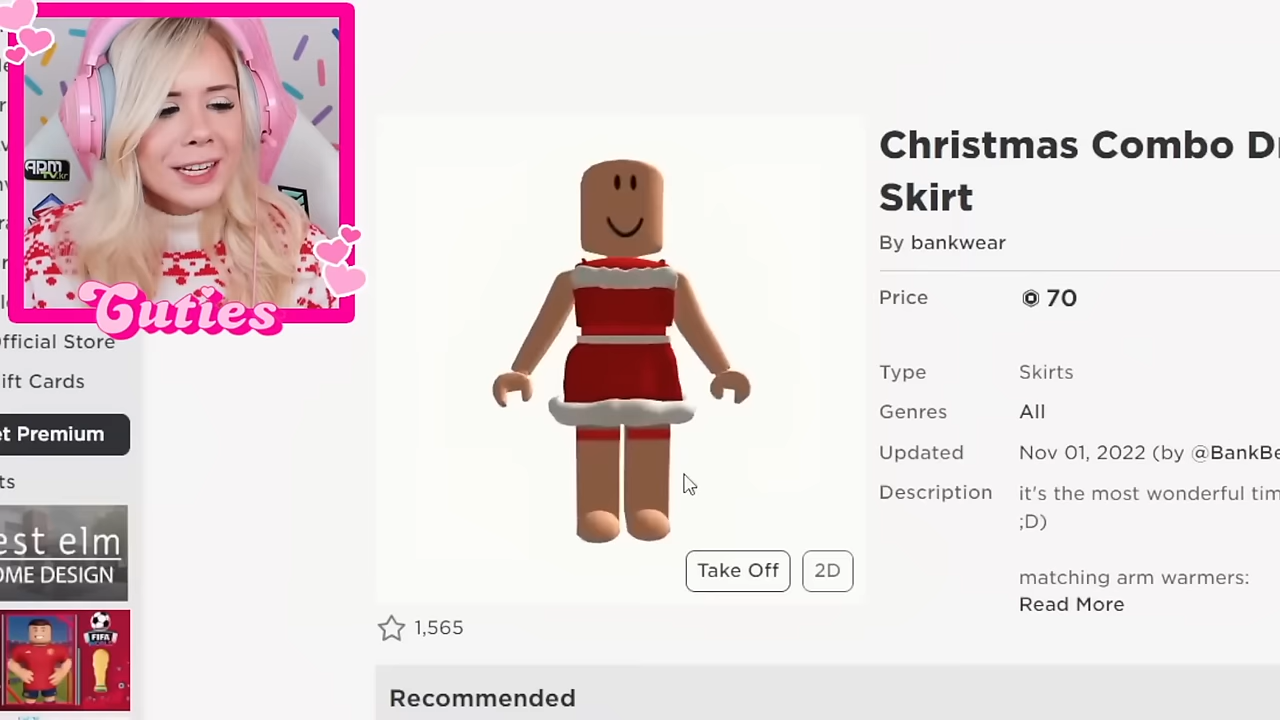 Cuties
fficial Store
ift Cards
et Premium
ts
est elm
OME DESIGN
FIFA
Christmas Combo Dr
Skirt
By bankwear
Price 70
Type Skirts
Genres All
Updated Nov 01, 2022 (by @BankBe
Description it's the most wonderful tim
;D)
matching arm warmers:
Read More
Take Off 2D
1,565
Recommended